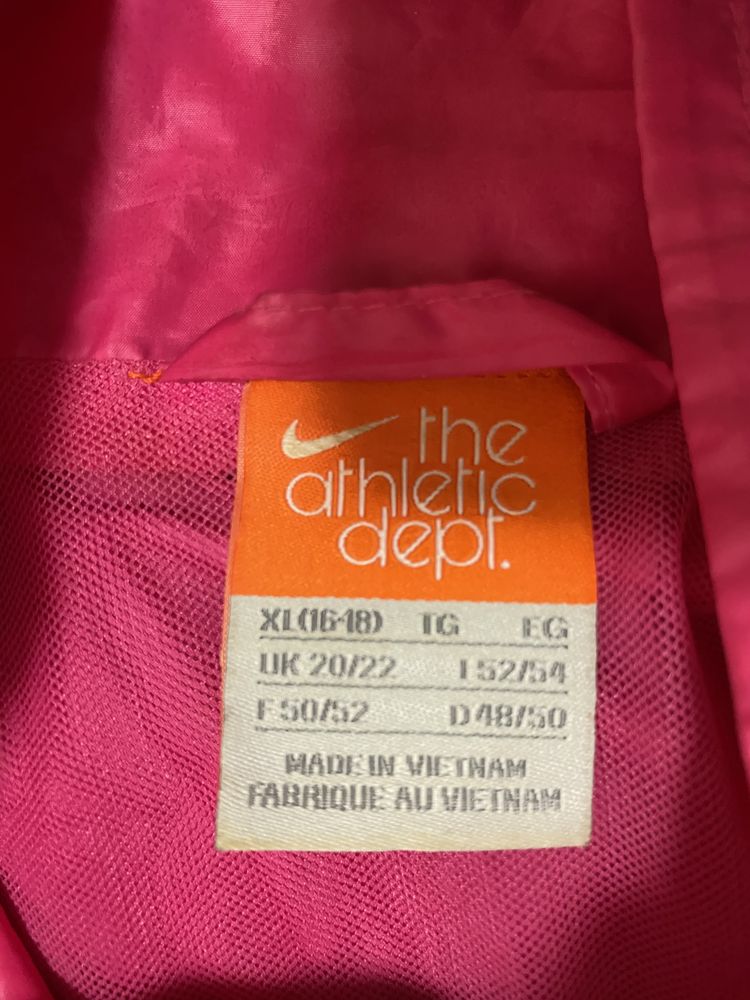 the
athletic
dept.
XL(16-18) TG EG
UK 20/22 I 52/54
F 50/52 D 48/50
MADE IN VIETNAM
FABRIQUE AU VIETNAM